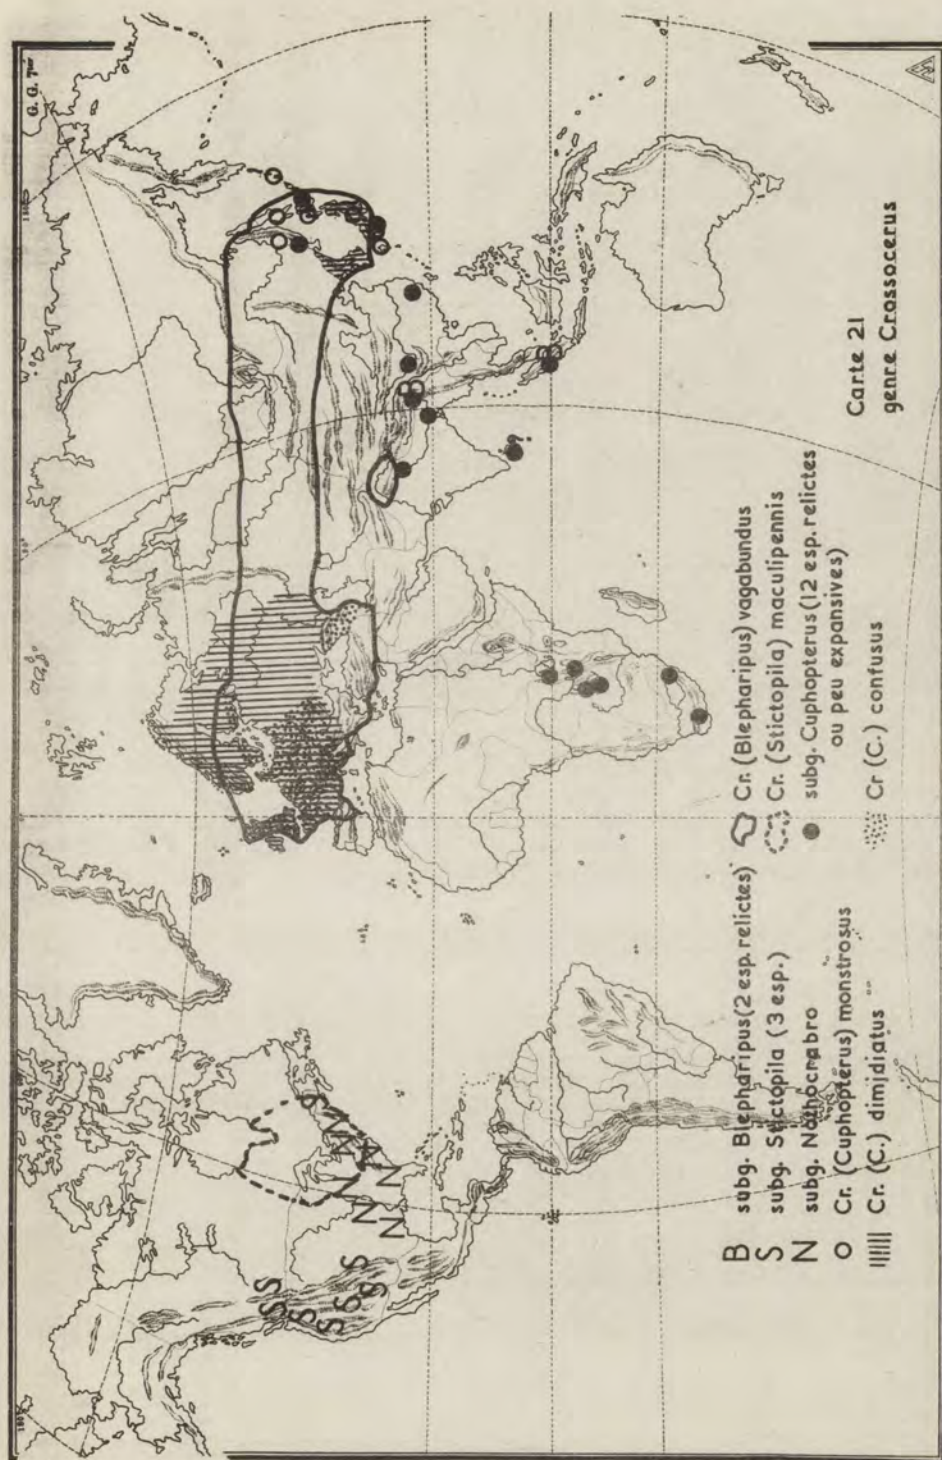 G. G. 7ᵘˢ
Carte 21
genre Crossocerus
B subg. Blepharipus (2 esp. relictes)
S subg. Stictopila (3 esp.)
N subg. Nothocrabro
O Cr. (Cuphopterus) monstrosus
Cr. (C.) dimidiatus
Cr. (Blepharipus) vagabundus
Cr. (Stictopila) maculipennis
subg. Cuphopterus (12 esp. relictes
ou peu expansives)
Cr (C.) confusus
S S S S S S S S
N N N N N N N
?